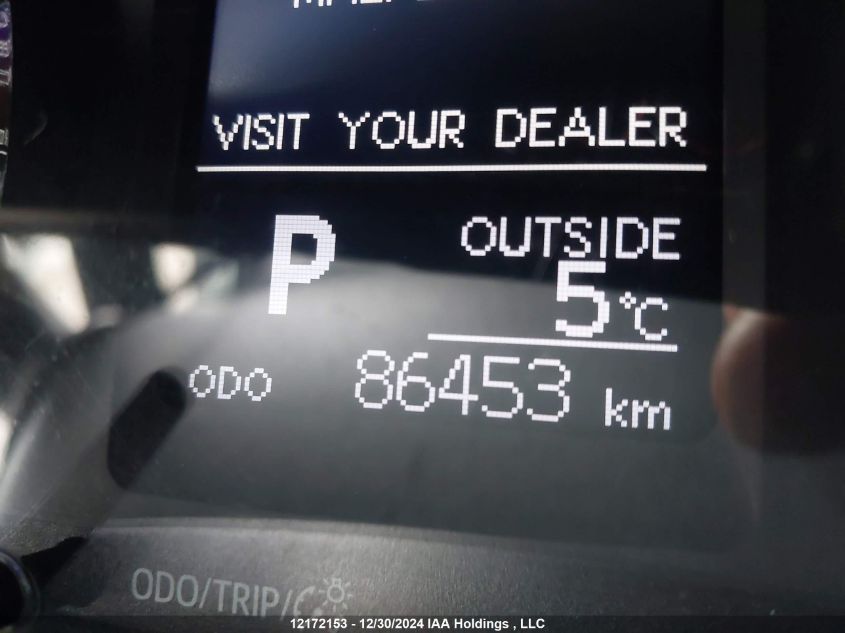 VISIT YOUR DEALER
P
OUTSIDE
5°C
ODO 86453 km
ODO/TRIP/
12172153 - 12/30/2024 IAA Holdings , LLC